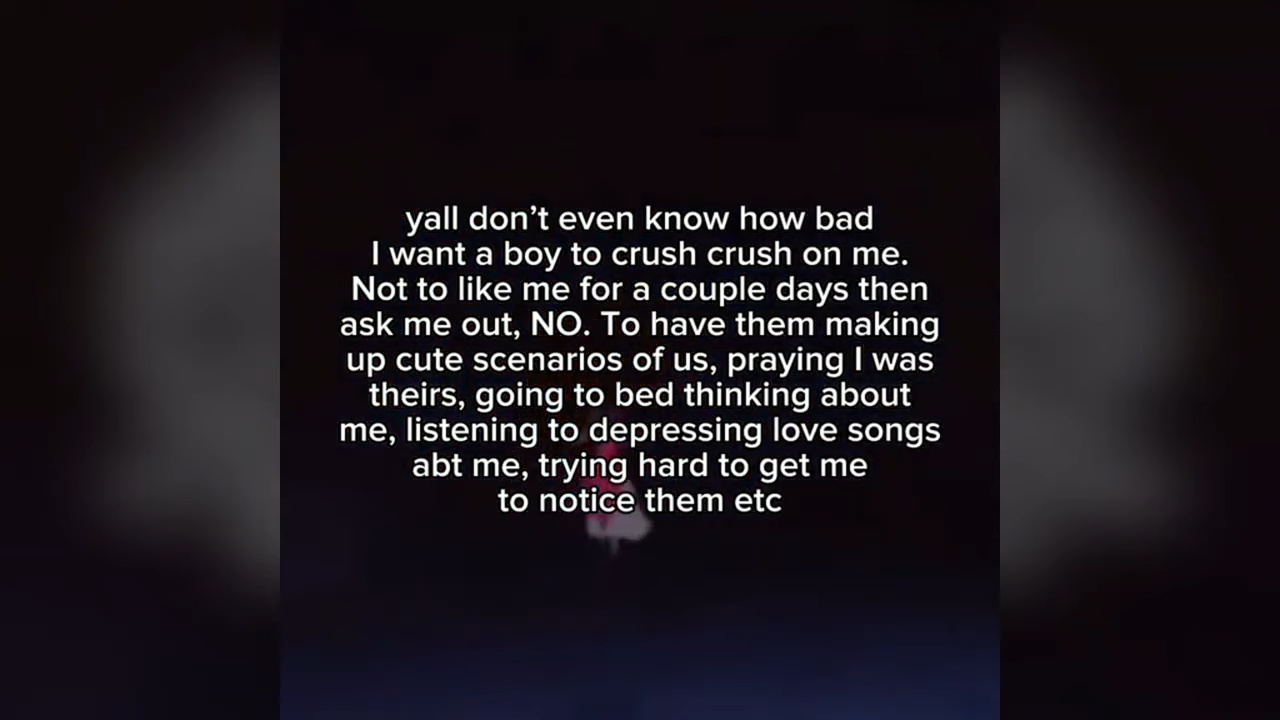 yall don’t even know how bad
I want a boy to crush crush on me.
Not to like me for a couple days then
ask me out, NO. To have them making
up cute scenarios of us, praying I was
theirs, going to bed thinking about
me, listening to depressing love songs
abt me, trying hard to get me
to notice them etc